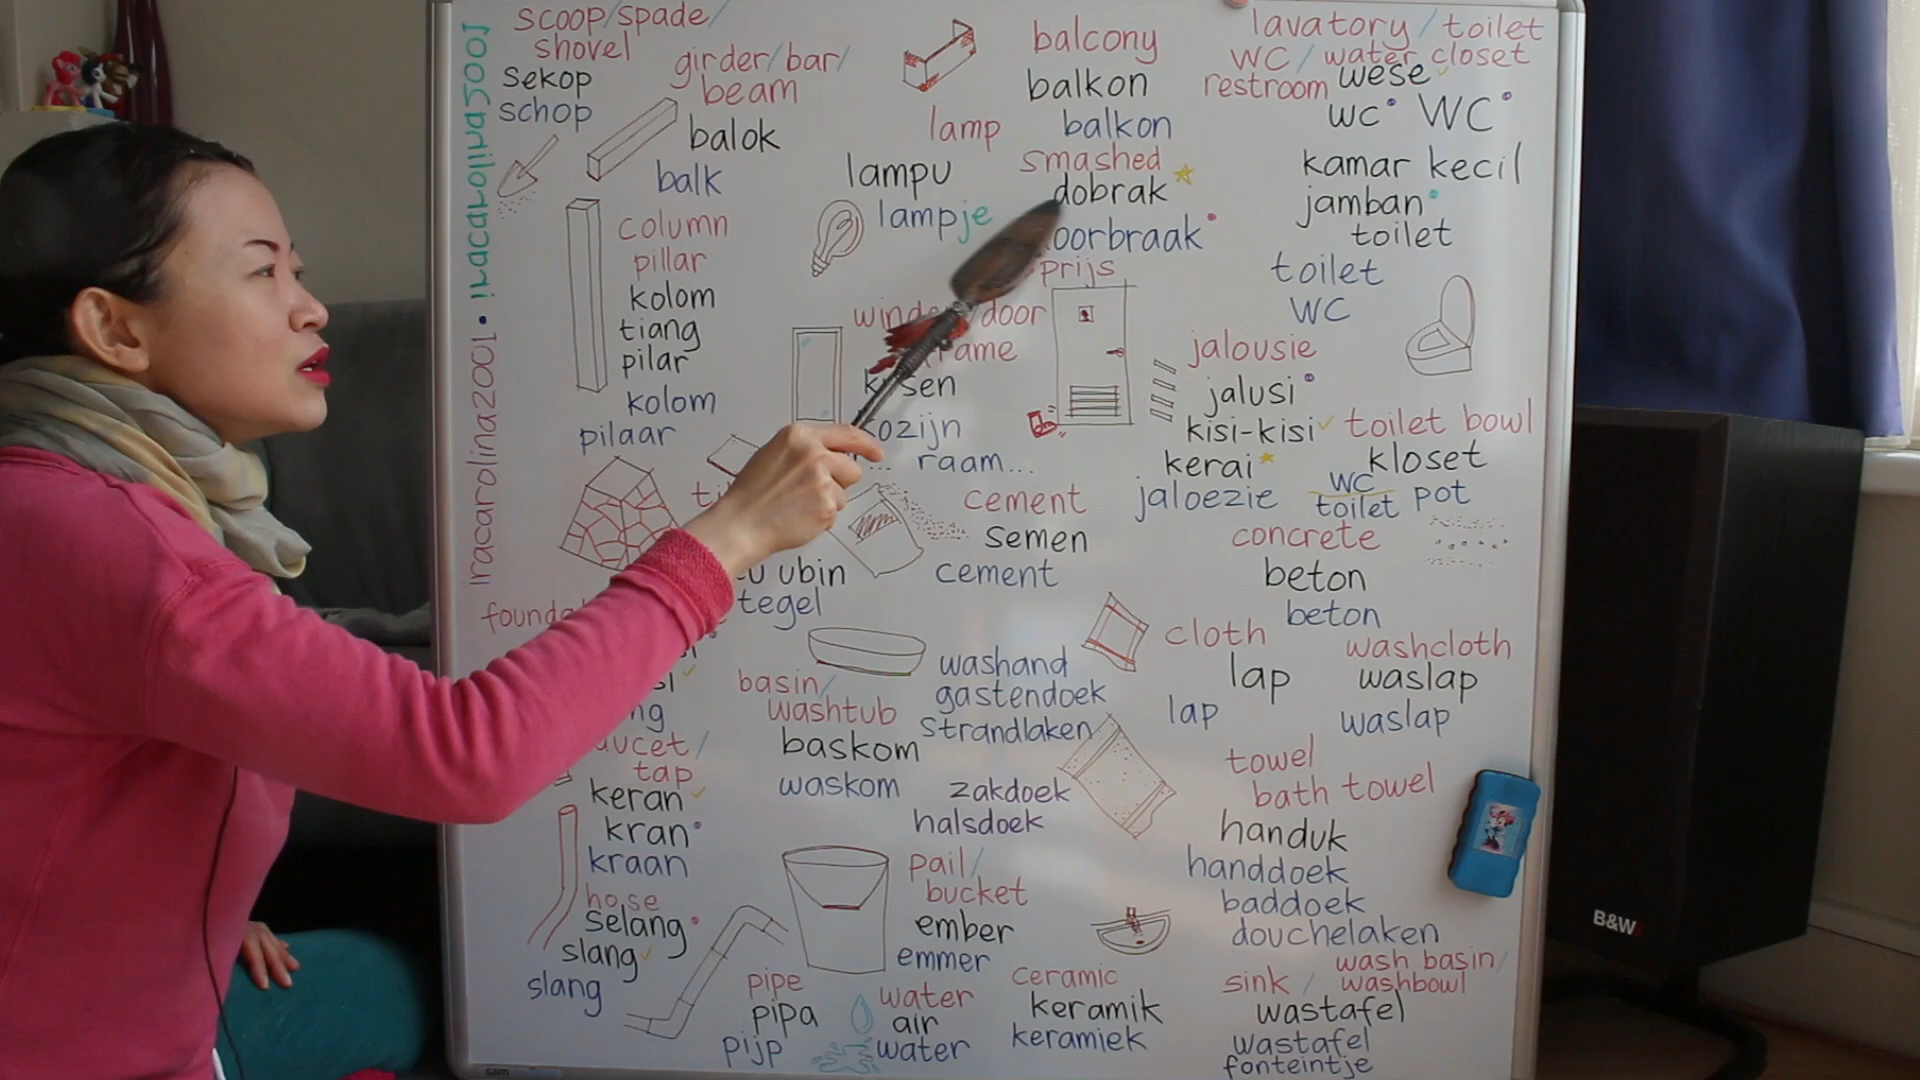 scoop/spade/
shovel
sekop
schop
iracarolina2001 • iracarolina5001
girder/bar/
beam
balok
balk
column
pillar
kolom
tiang
pilar
kolom
pilaar
lamp
lampu
lampje
balcony
balkon
balkon
smashed
dobrak
oorbraak
prijs
lavatory / toilet
WC / water closet
restroom wese
wc WC
kamar kecil
jamban
toilet
toilet
WC
door
ozijn
... raam...
jalousie
jalusi
kisi-kisi
kerai
jaloezie
toilet bowl
kloset
WC
toilet pot
cement
semen
cement
ubin
tegel
concrete
beton
beton
basin/
washtub
baskom
waskom
washand
gastendoek
strandlaken
zakdoek
halsdoek
cloth
lap
lap
washcloth
waslap
waslap
towel
bath towel
handuk
handdoek
baddoek
douchelaken
tap
keran
kran
kraan
hose
selang
slang
slang
pail/
bucket
ember
emmer
pipe
pipa
pijp
water
air
water
ceramic
keramik
keramiek
sink / wash basin/
washbowl
wastafel
wastafel
fonteintje
B&W
sam